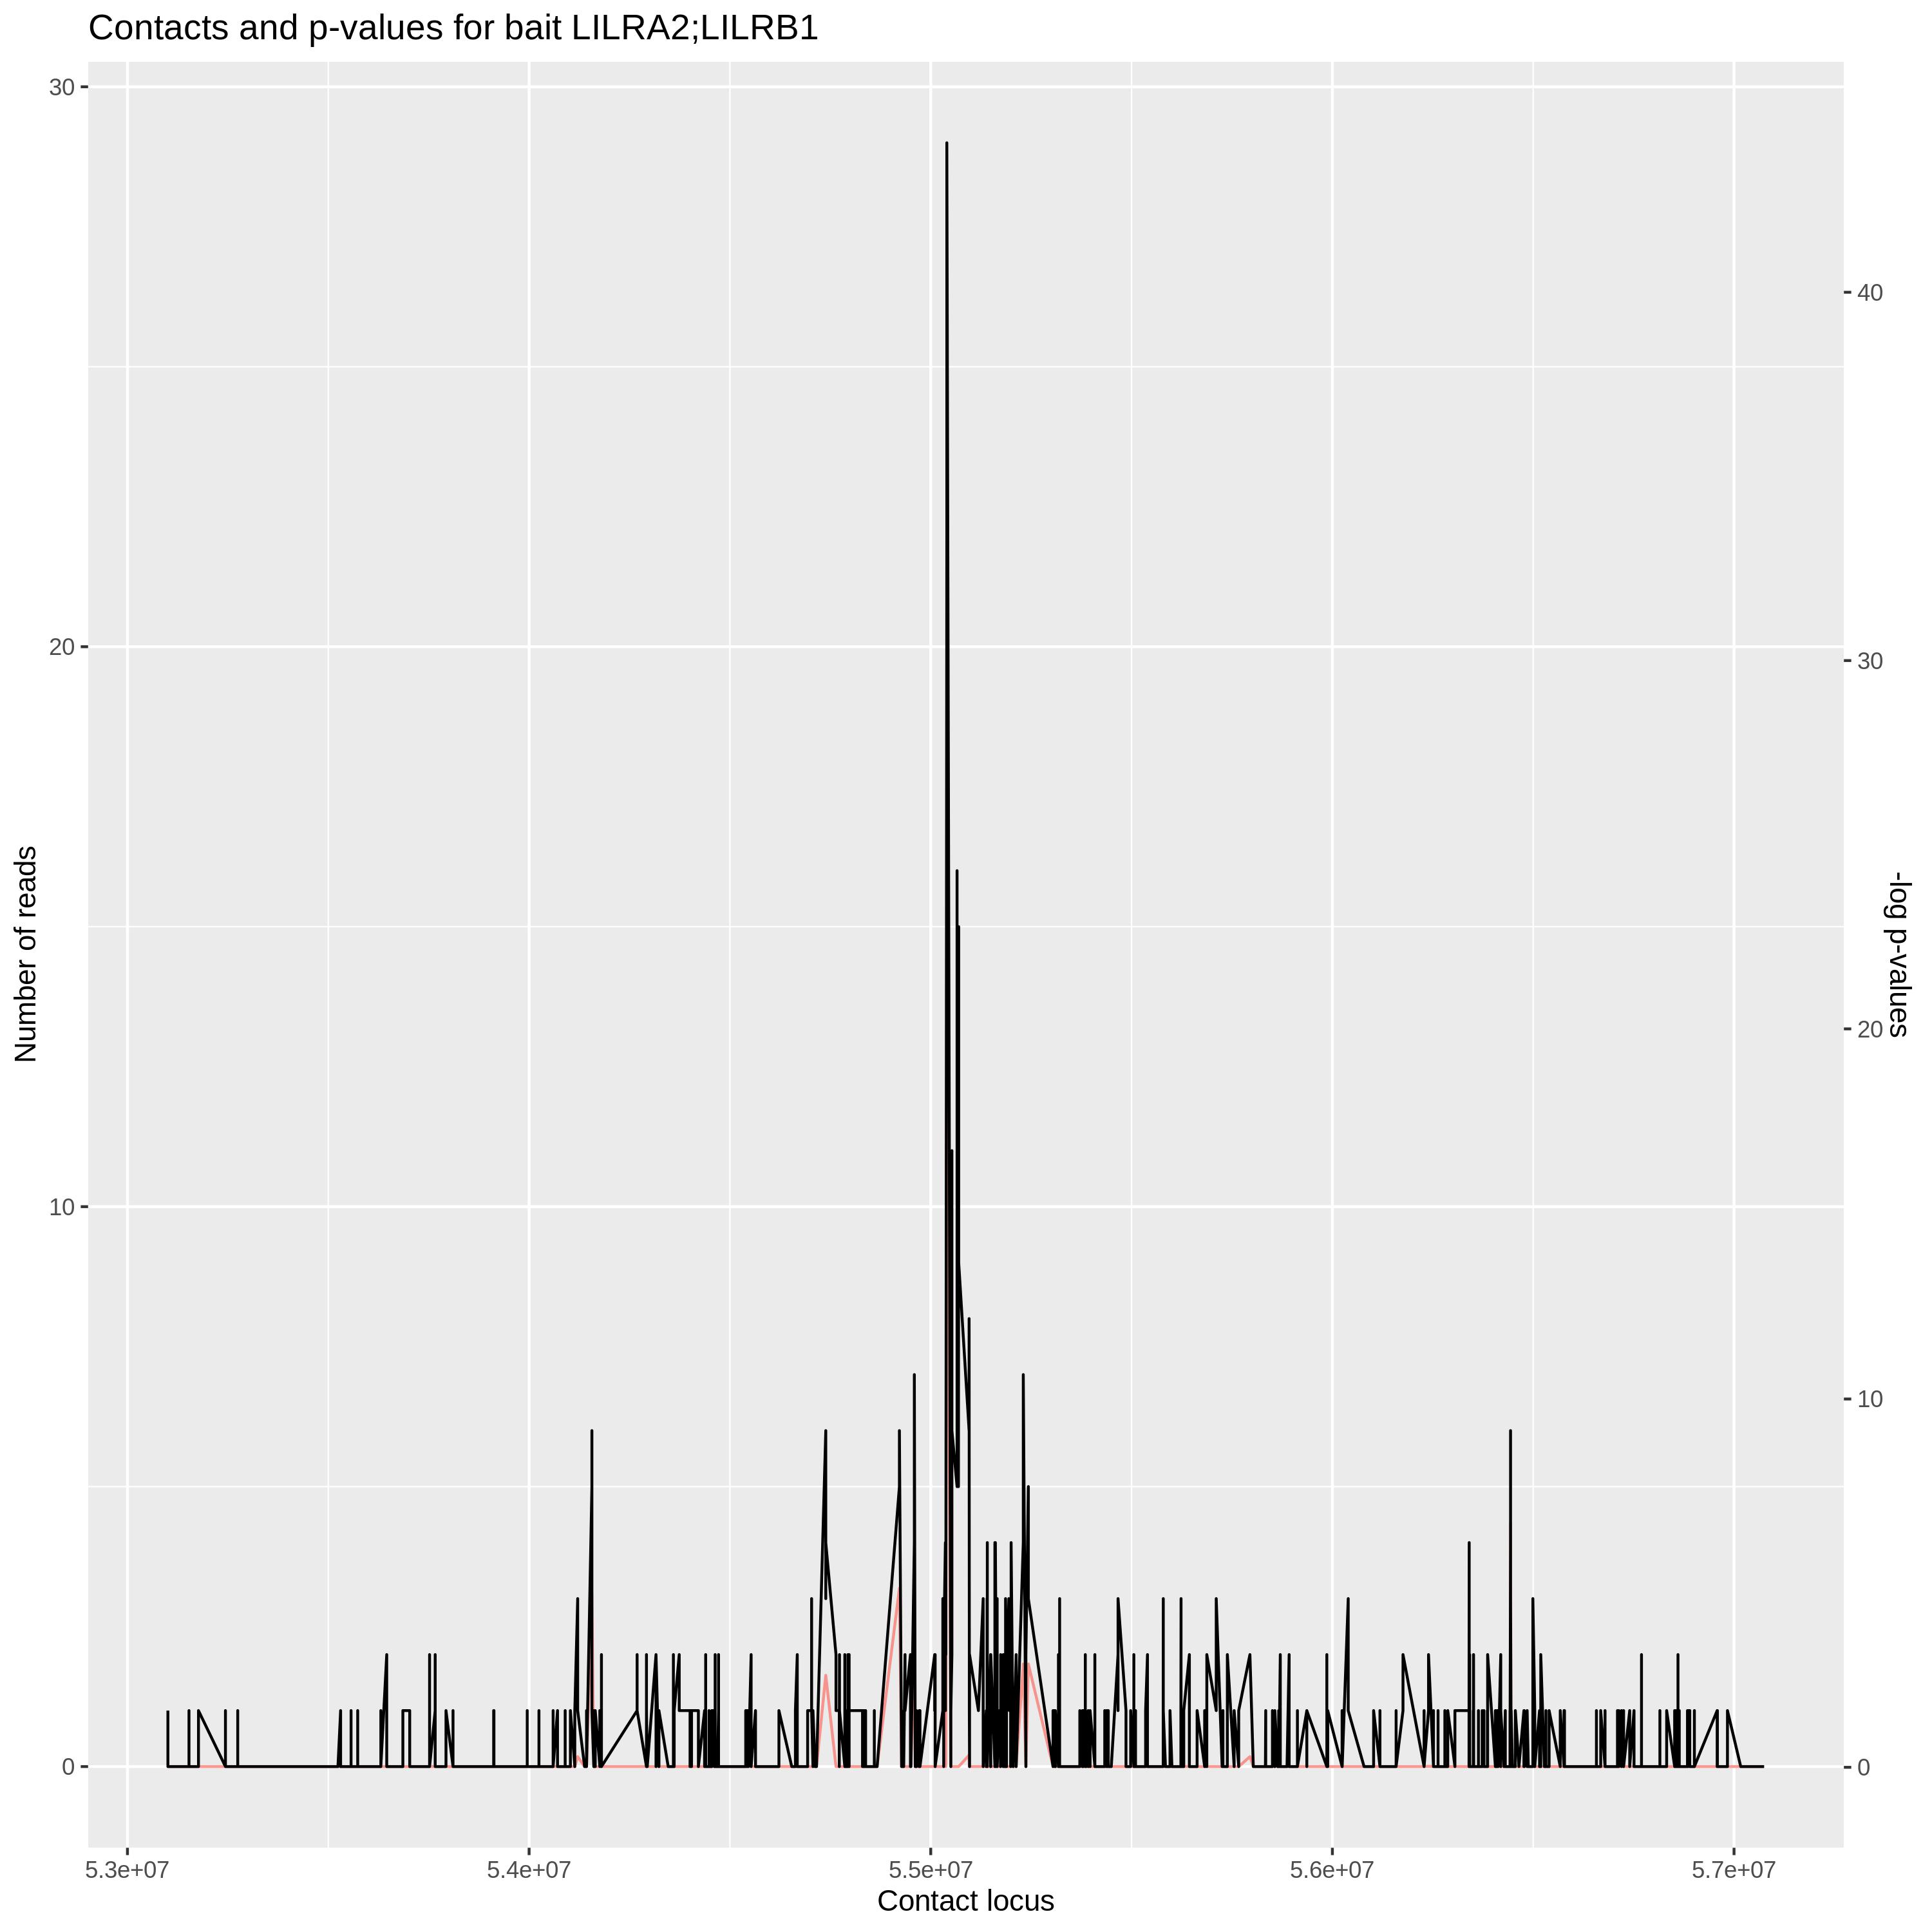 Contacts and p-values for bait LILRA2;LILRB1
30
20
10
0
Number of reads
40
30
20
10
0
-log p-values
5.3e+07 5.4e+07 5.5e+07 5.6e+07 5.7e+07
Contact locus